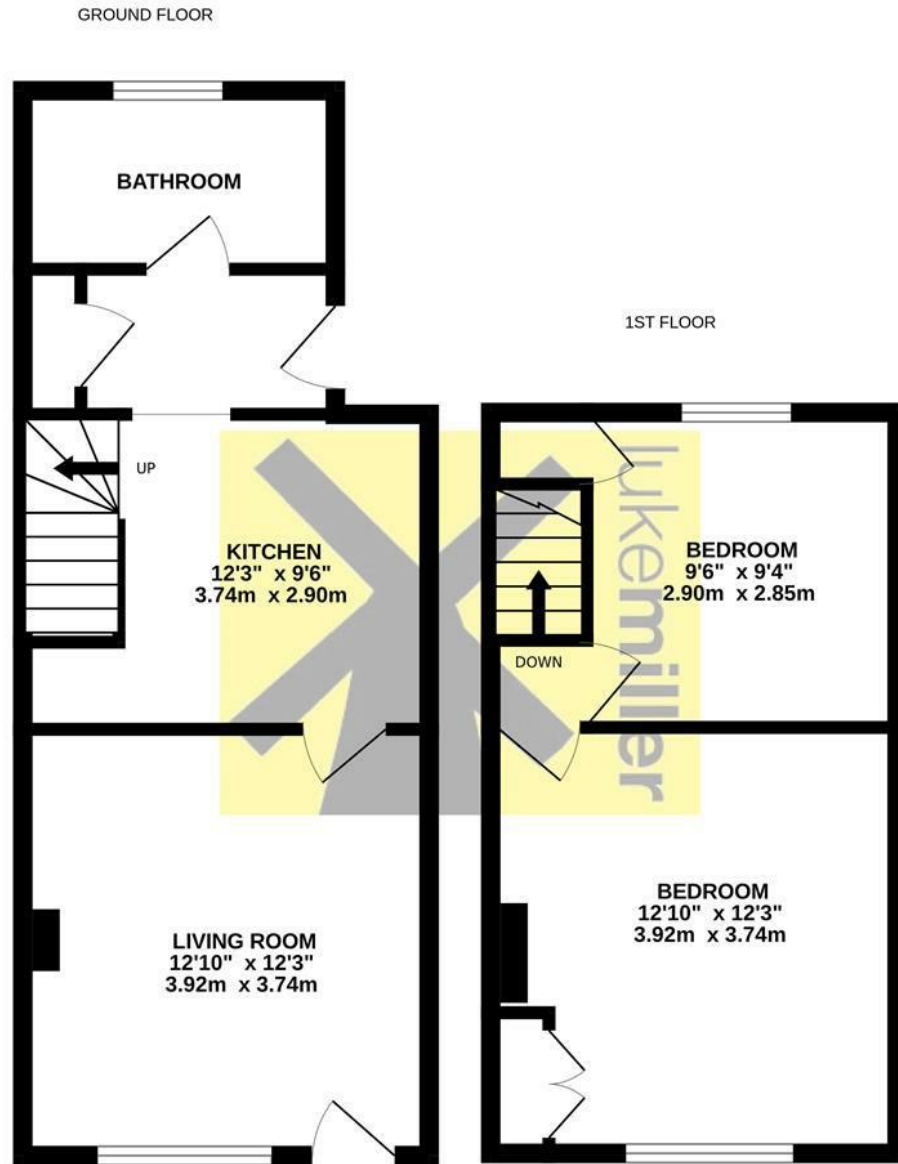 GROUND FLOOR
BATHROOM
1ST FLOOR
UP
KITCHEN
12'3" x 9'6"
3.74m x 2.90m
BEDROOM
9'6" x 9'4"
2.90m x 2.85m
DOWN
lukemiller
LIVING ROOM
12'10" x 12'3"
3.92m x 3.74m
BEDROOM
12'10" x 12'3"
3.92m x 3.74m